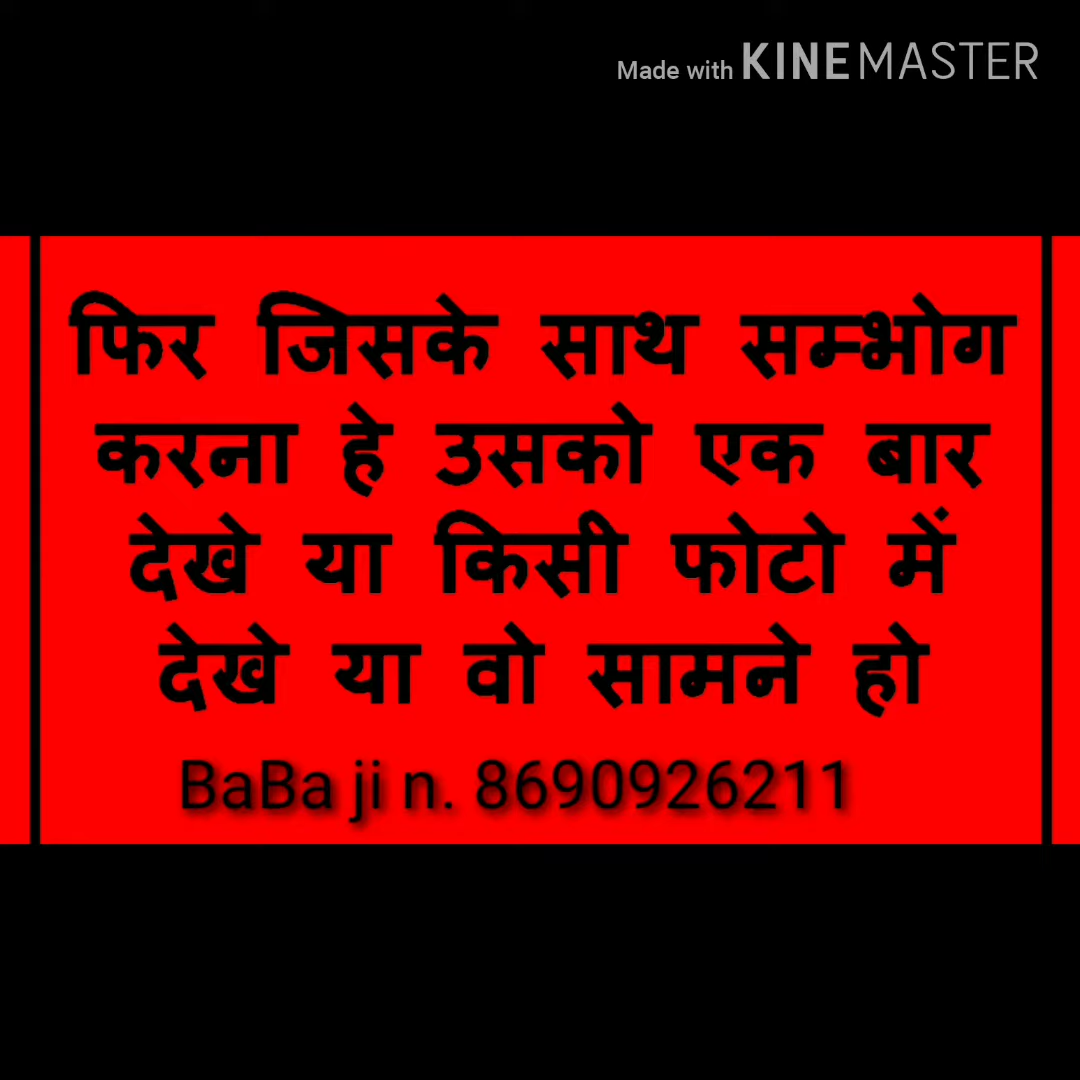 Made with KINEMASTER
फिर जिसके साथ सम्भोग
करना हे उसको एक बार
देखे या किसी फोटो में
देखे या वो सामने हो
BaBa ji n. 8690926211